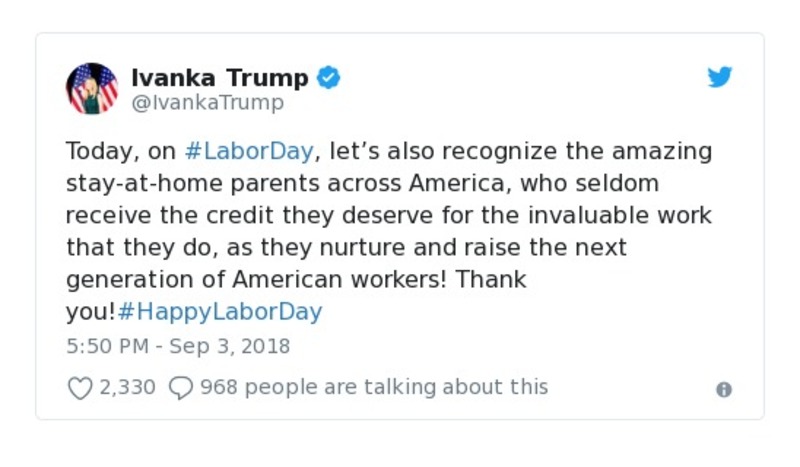 Ivanka Trump
@IvankaTrump
Today, on #LaborDay, let’s also recognize the amazing
stay-at-home parents across America, who seldom
receive the credit they deserve for the invaluable work
that they do, as they nurture and raise the next
generation of American workers! Thank
you!#HappyLaborDay
5:50 PM - Sep 3, 2018
2,330 968 people are talking about this